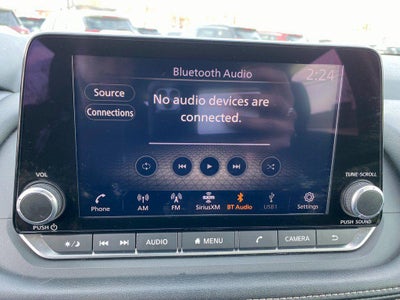 Bluetooth Audio
2:24
Source
Connections
No audio devices are
connected.
VOL
TUNE·SCROLL
Phone
AM
FM
SiriusXM
BT Audio
USB1
Settings
PUSH
PUSH SOUND
AUDIO
MENU
CAMERA